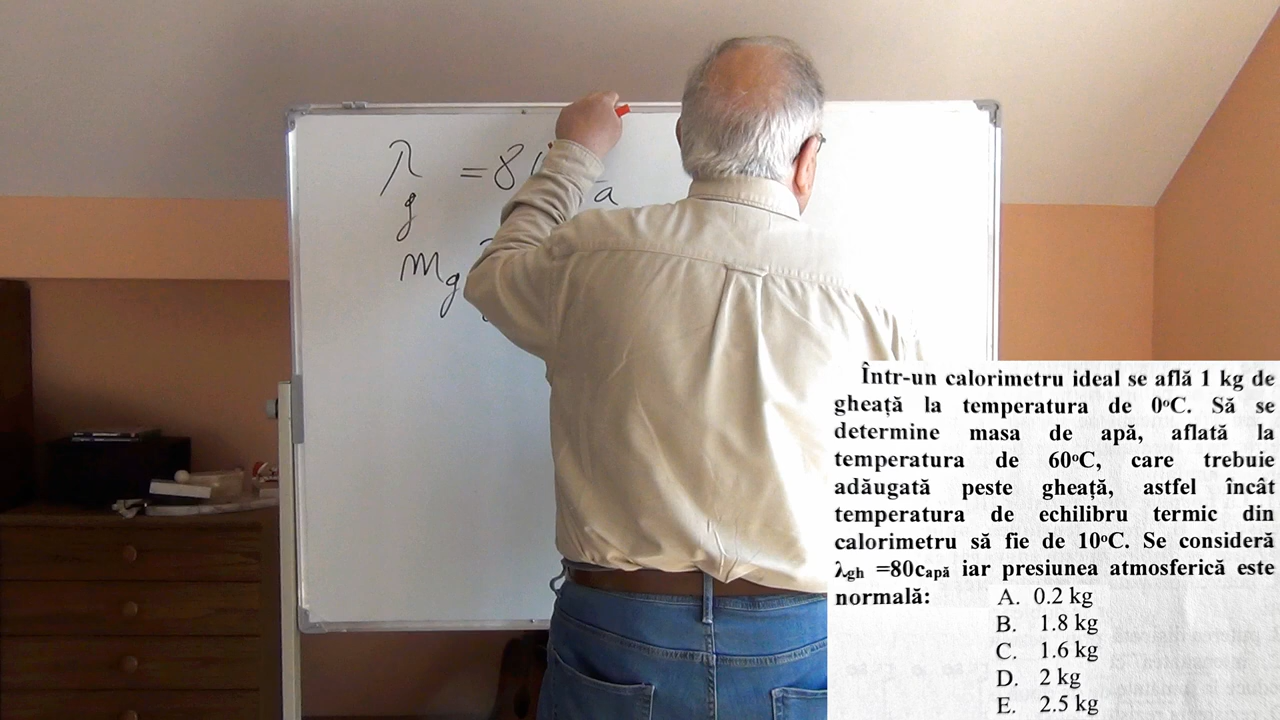 λg = 8 a
mg
Într-un calorimetru ideal se află 1 kg de
gheață la temperatura de 0°C. Să se
determine masa de apă, aflată la
temperatura de 60°C, care trebuie
adăugată peste gheață, astfel încât
temperatura de echilibru termic din
calorimetru să fie de 10°C. Se consideră
λgh =80capă iar presiunea atmosferică este
normală:
A. 0.2 kg
B. 1.8 kg
C. 1.6 kg
D. 2 kg
E. 2.5 kg